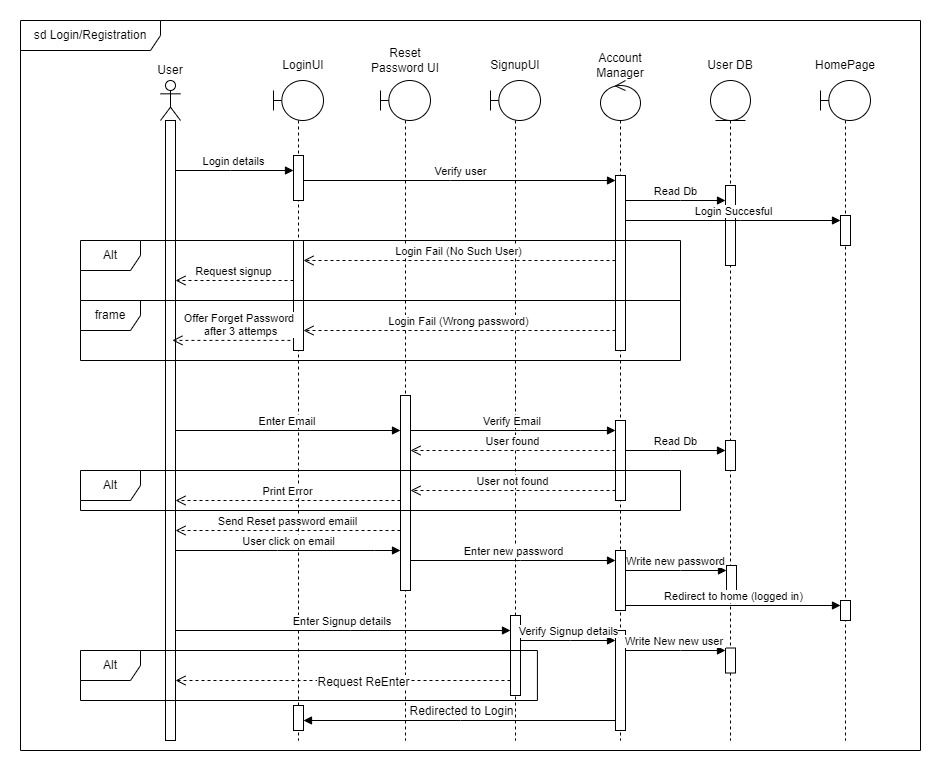 sd Login/Registration
User
LoginUI
Reset
Password UI
SignupUI
Account
Manager
User DB
HomePage
Login details
Verify user
Read Db
Login Succesful
Alt
Login Fail (No Such User)
Request signup
frame
Offer Forget Password
after 3 attemps
Login Fail (Wrong password)
Enter Email
Verify Email
User found
Read Db
Alt
User not found
Print Error
Send Reset password emaiil
User click on email
Enter new password
Write new password
Redirect to home (logged in)
Enter Signup details
Verify Signup details
Write New new user
Alt
Request ReEnter
Redirected to Login